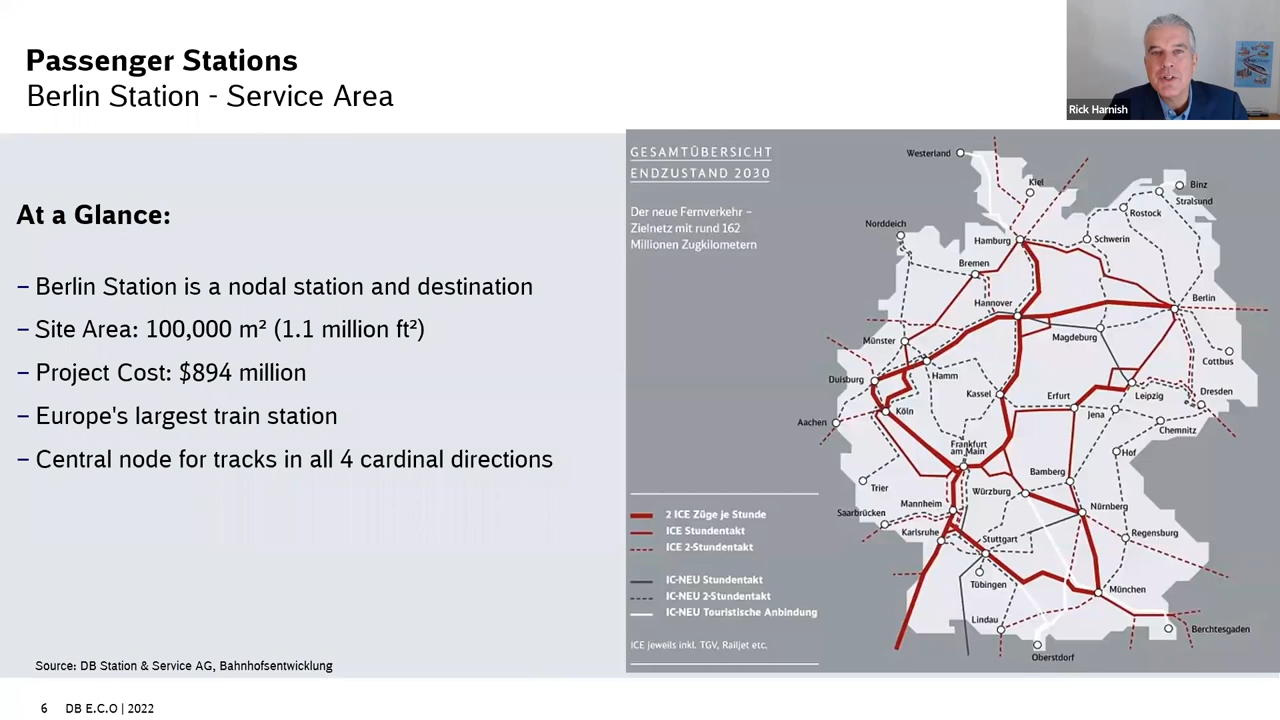 Passenger Stations
Berlin Station - Service Area
Rick Harnish
At a Glance:
– Berlin Station is a nodal station and destination
– Site Area: 100,000 m² (1.1 million ft²)
– Project Cost: $894 million
– Europe's largest train station
– Central node for tracks in all 4 cardinal directions
Source: DB Station & Service AG, Bahnhofsentwicklung
6 DB E.C.O | 2022
GESAMTÜBERSICHT
ENDZUSTAND 2030
Der neue Fernverkehr –
Zielnetz mit rund 162
Millionen Zugkilometern
Westerland
Kiel
Binz
Stralsund
Rostock
Norddeich
Hamburg
Schwerin
Bremen
Hannover
Berlin
Magdeburg
Münster
Cottbus
Duisburg
Hamm
Kassel
Erfurt
Leipzig
Dresden
Köln
Jena
Aachen
Chemnitz
Frankfurt
am Main
Hof
Bamberg
Trier
Würzburg
Mannheim
Nürnberg
Saarbrücken
Karlsruhe
Stuttgart
Regensburg
Tübingen
München
Lindau
Berchtesgaden
Oberstdorf
2 ICE Züge je Stunde
ICE Stundentakt
ICE 2-Stundentakt
IC-NEU Stundentakt
IC-NEU 2-Stundentakt
IC-NEU Touristische Anbindung
ICE jeweils inkl. TGV, Railjet etc.